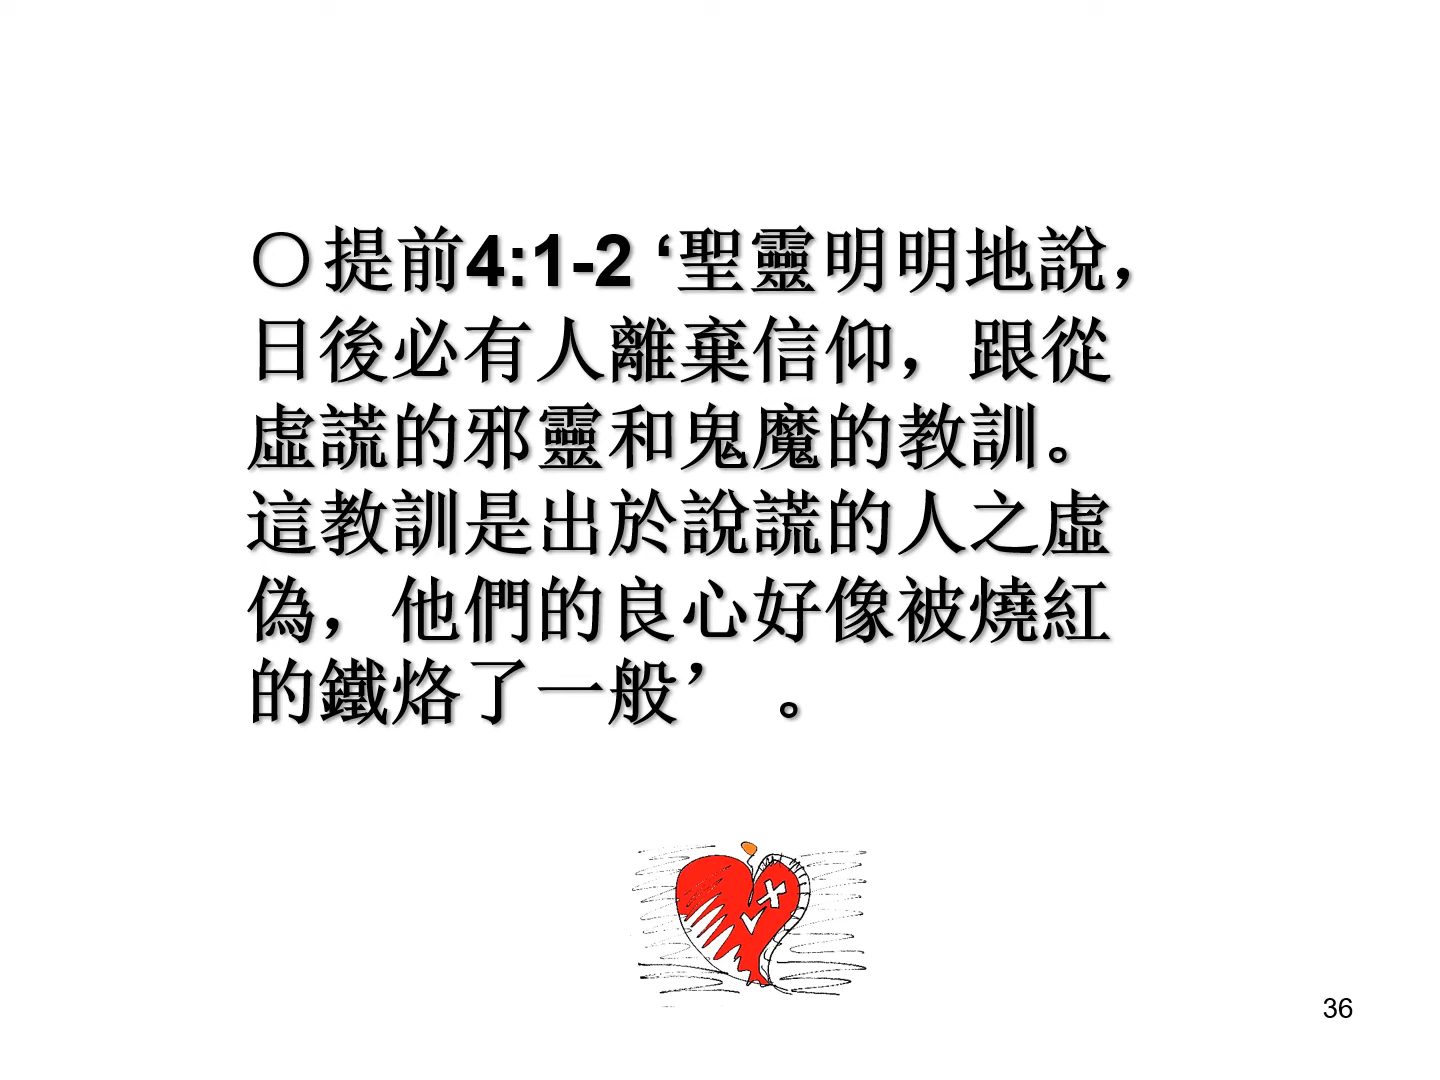 〇提前4:1-2 ‘聖靈明明地說，
日後必有人離棄信仰，跟從
虛謊的邪靈和鬼魔的教訓。
這教訓是出於說謊的人之虛
偽，他們的良心好像被燒紅
的鐵烙了一般’ 。
36